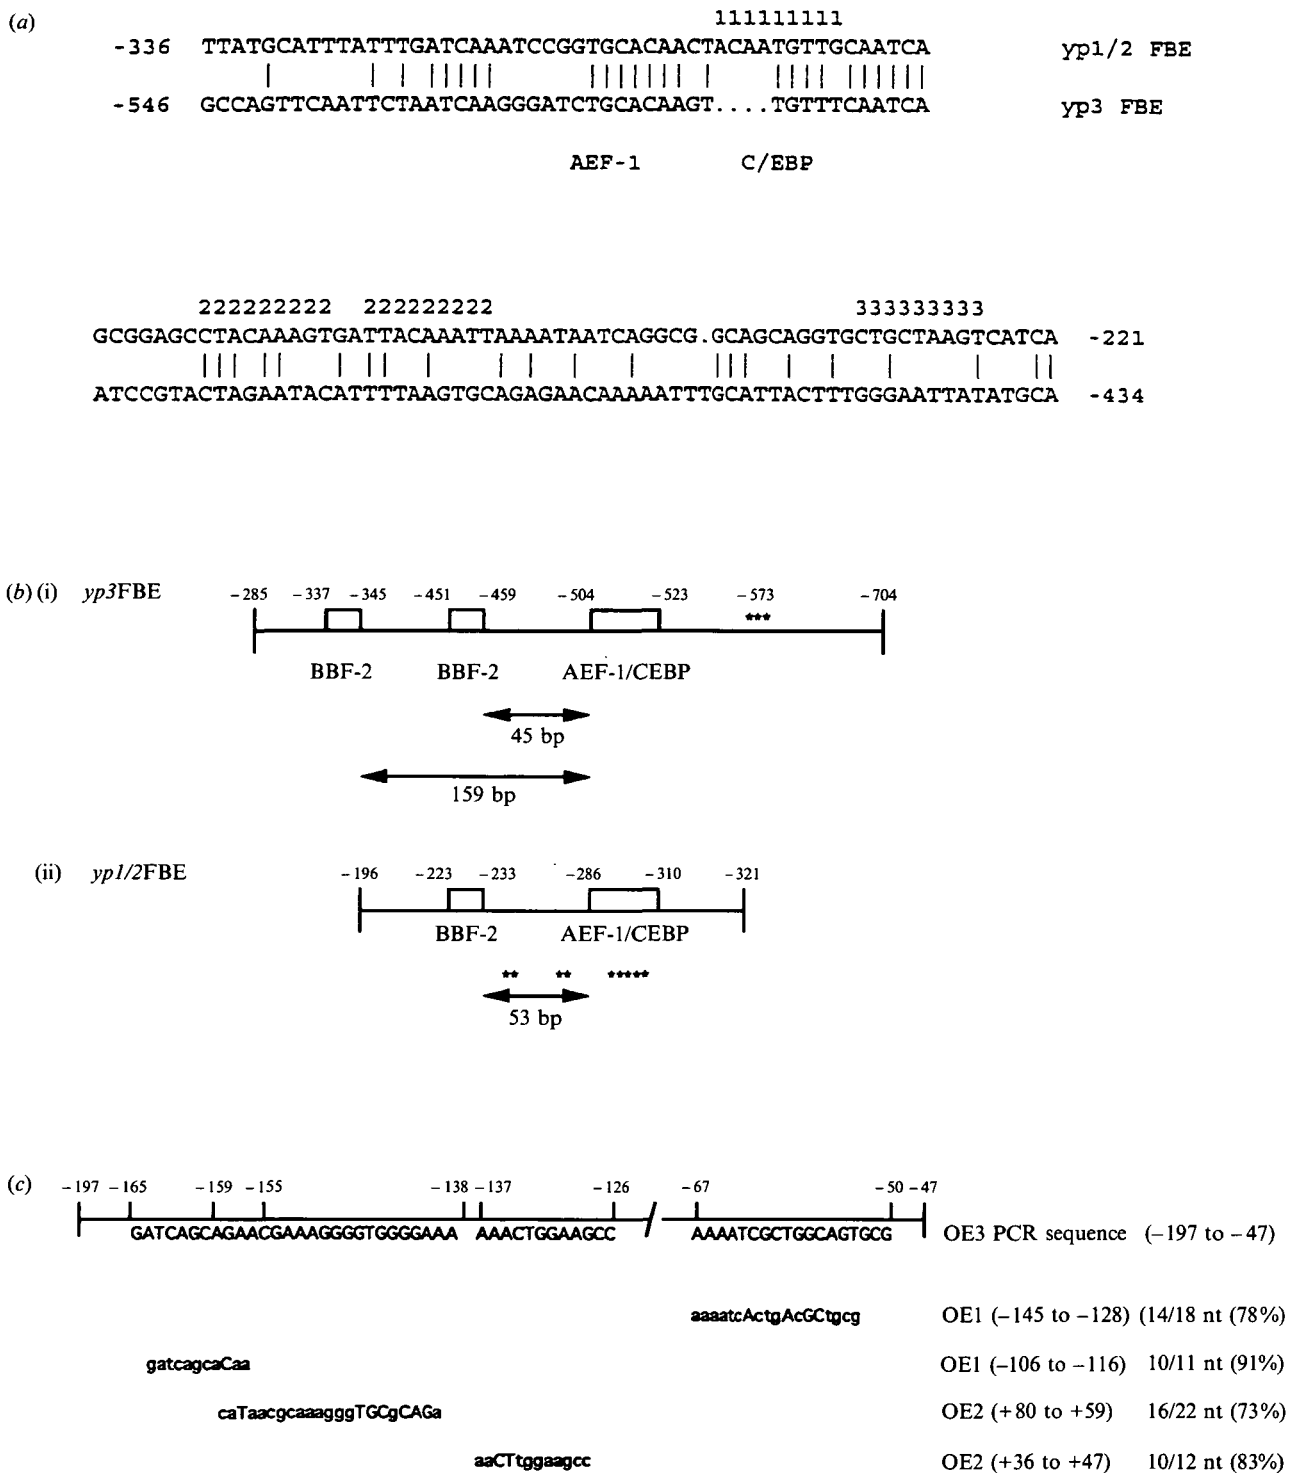 (a)
111111111
-336 TTATGCATTTATTTGATCAAATCCGGTGCACAACTACAATGTTGCAATCA yp1/2 FBE
-546 GCCAGTTCAATTCTAATCAAGGGATCTGCACAAGT....TGTTTCAATCA yp3 FBE
AEF-1 C/EBP
222222222 222222222 333333333
GCGGAGCCTACAAAGTGATTACAAATTAAAATAATCAGGCG.GCAGCAGGTGCTGCTAAGTCATCA -221
ATCCGTACTAGAATACATTTTAAGTGCAGAGAACAAAAATTTGCATTACTTTGGGAATTATATGCA -434
(b) (i) yp3FBE -285 -337 -345 -451 -459 -504 -523 -573 -704
***
BBF-2 BBF-2 AEF-1/CEBP
45 bp
159 bp
(ii) yp1/2FBE -196 -223 -233 -286 -310 -321
BBF-2 AEF-1/CEBP
** ** *****
53 bp
(c) -197 -165 -159 -155 -138 -137 -126 -67 -50 -47
GATCAGCAGAACGAAAGGGGTGGGGAAA AAACTGGAAGCC AAAATCGCTGGCAGTGCG OE3 PCR sequence (-197 to -47)
aaaatcActgAcGCtgcg OE1 (-145 to -128) (14/18 nt (78%)
gatcagcaCaa OE1 (-106 to -116) 10/11 nt (91%)
caTaacgcaaagggTGCgCAGa OE2 (+80 to +59) 16/22 nt (73%)
aaCTtggaagcc OE2 (+36 to +47) 10/12 nt (83%)